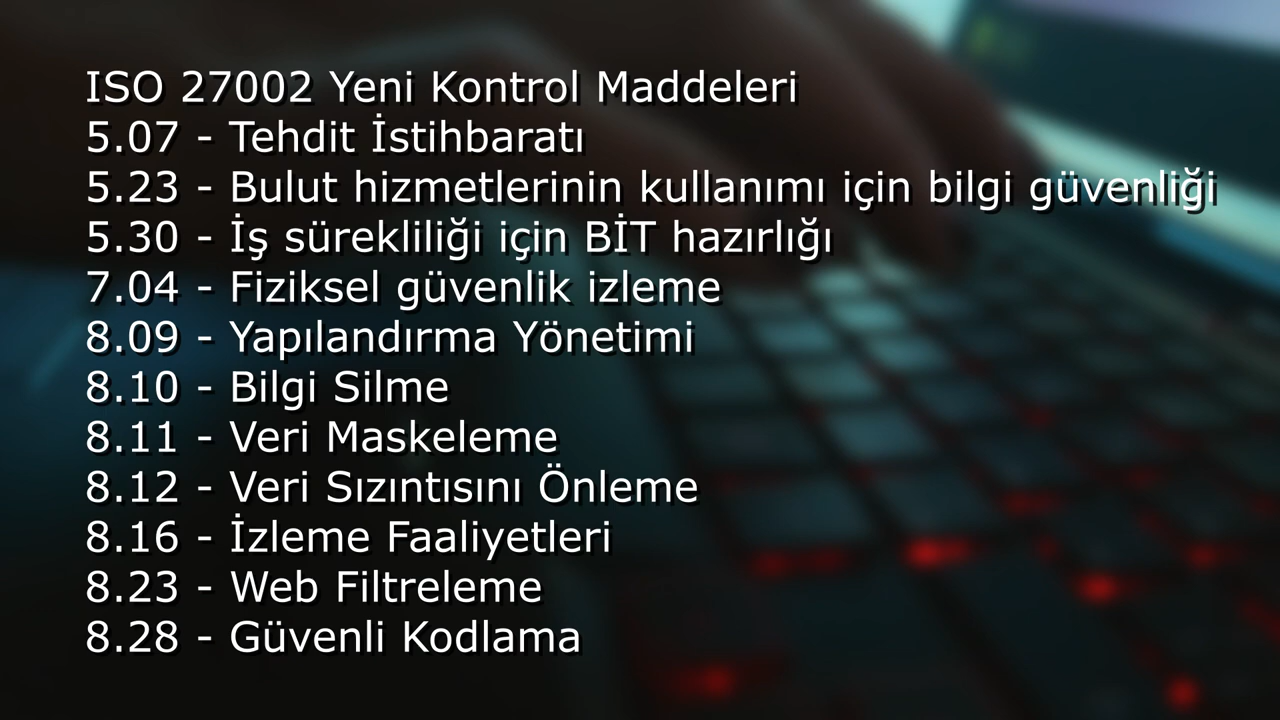 ISO 27002 Yeni Kontrol Maddeleri
5.07 - Tehdit İstihbaratı
5.23 - Bulut hizmetlerinin kullanımı için bilgi güvenliği
5.30 - İş sürekliliği için BİT hazırlığı
7.04 - Fiziksel güvenlik izleme
8.09 - Yapılandırma Yönetimi
8.10 - Bilgi Silme
8.11 - Veri Maskeleme
8.12 - Veri Sızıntısını Önleme
8.16 - İzleme Faaliyetleri
8.23 - Web Filtreleme
8.28 - Güvenli Kodlama